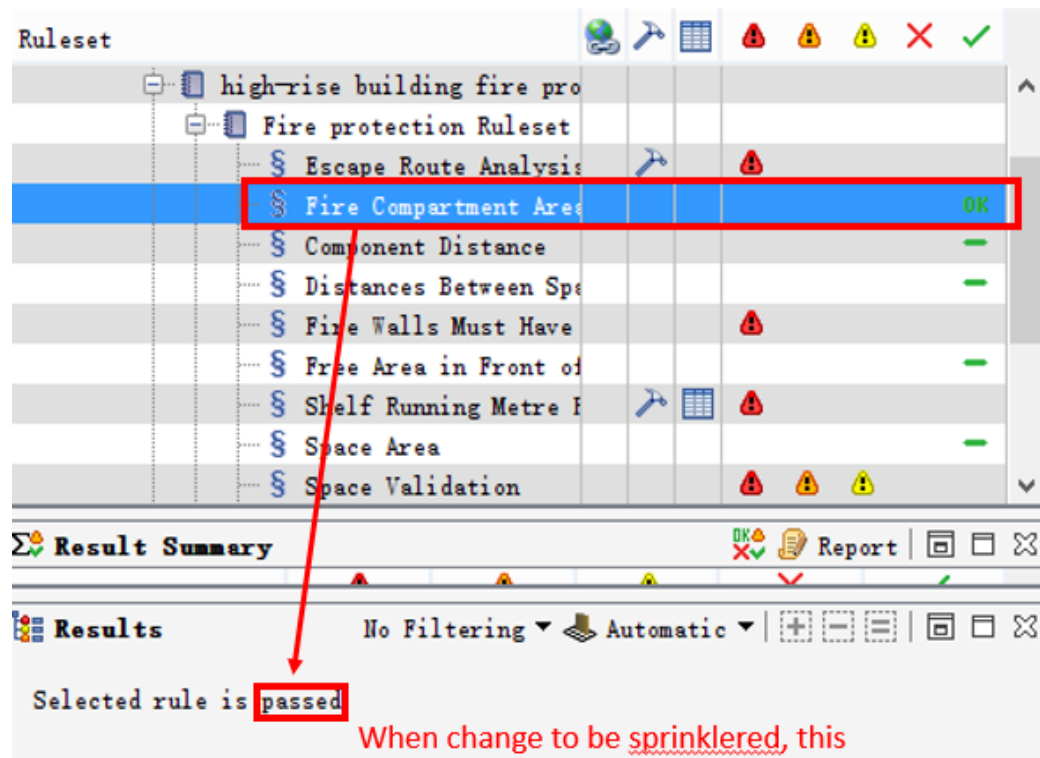 Ruleset
high-rise building fire pro
Fire protection Ruleset
§ Escape Route Analysis
§ Fire Compartment Area OK
§ Component Distance
§ Distances Between Spa
§ Fire Walls Must Have
§ Free Area in Front of
§ Shelf Running Metre
§ Space Area
§ Space Validation
Result Summary OK Report
Results No Filtering Automatic
Selected rule is passed
When change to be sprinklered, this